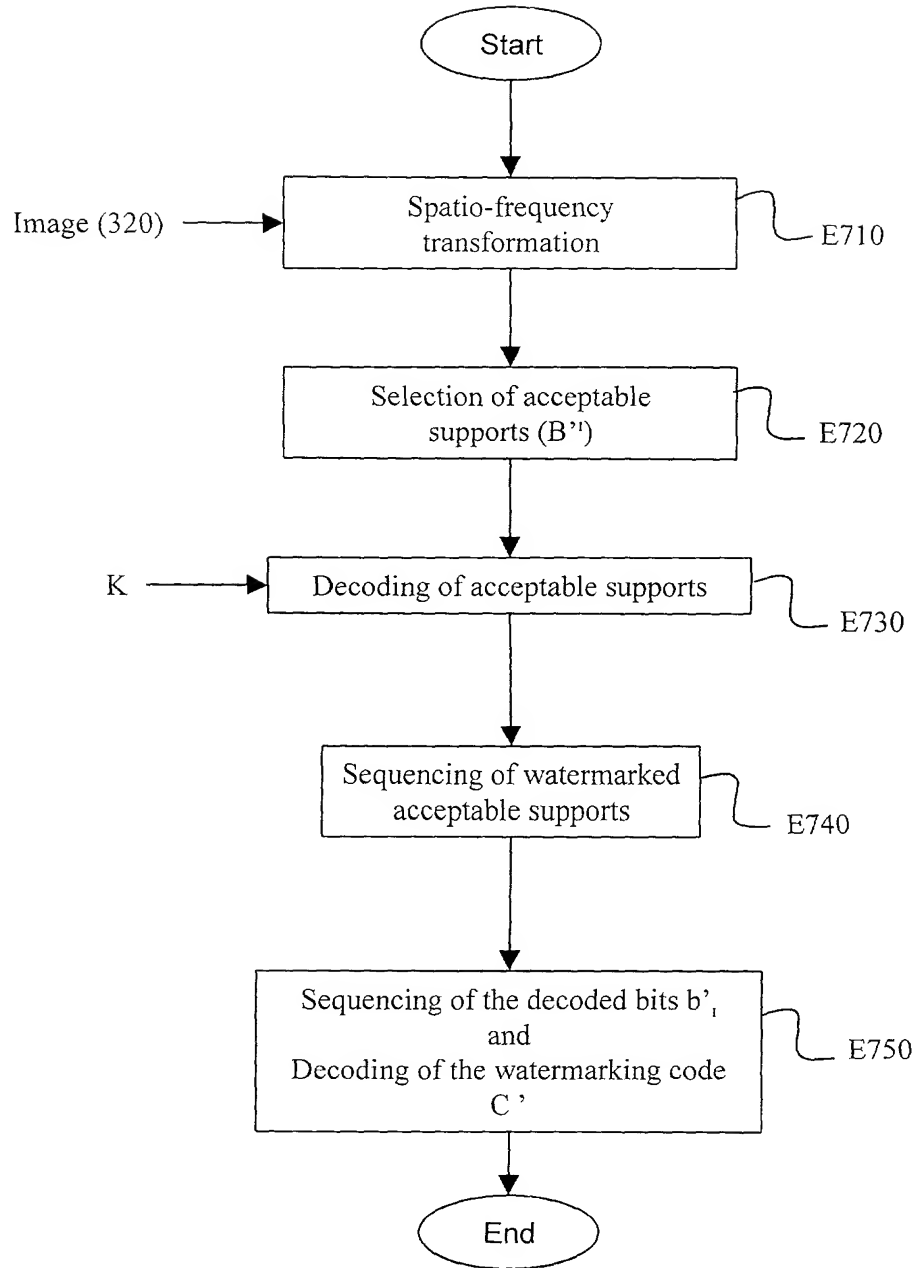 Start
Image (320)
Spatio-frequency
transformation
E710
Selection of acceptable
supports (B'ᴵ)
E720
K
Decoding of acceptable supports
E730
Sequencing of watermarked
acceptable supports
E740
Sequencing of the decoded bits b'ᵢ
and
Decoding of the watermarking code
C '
E750
End